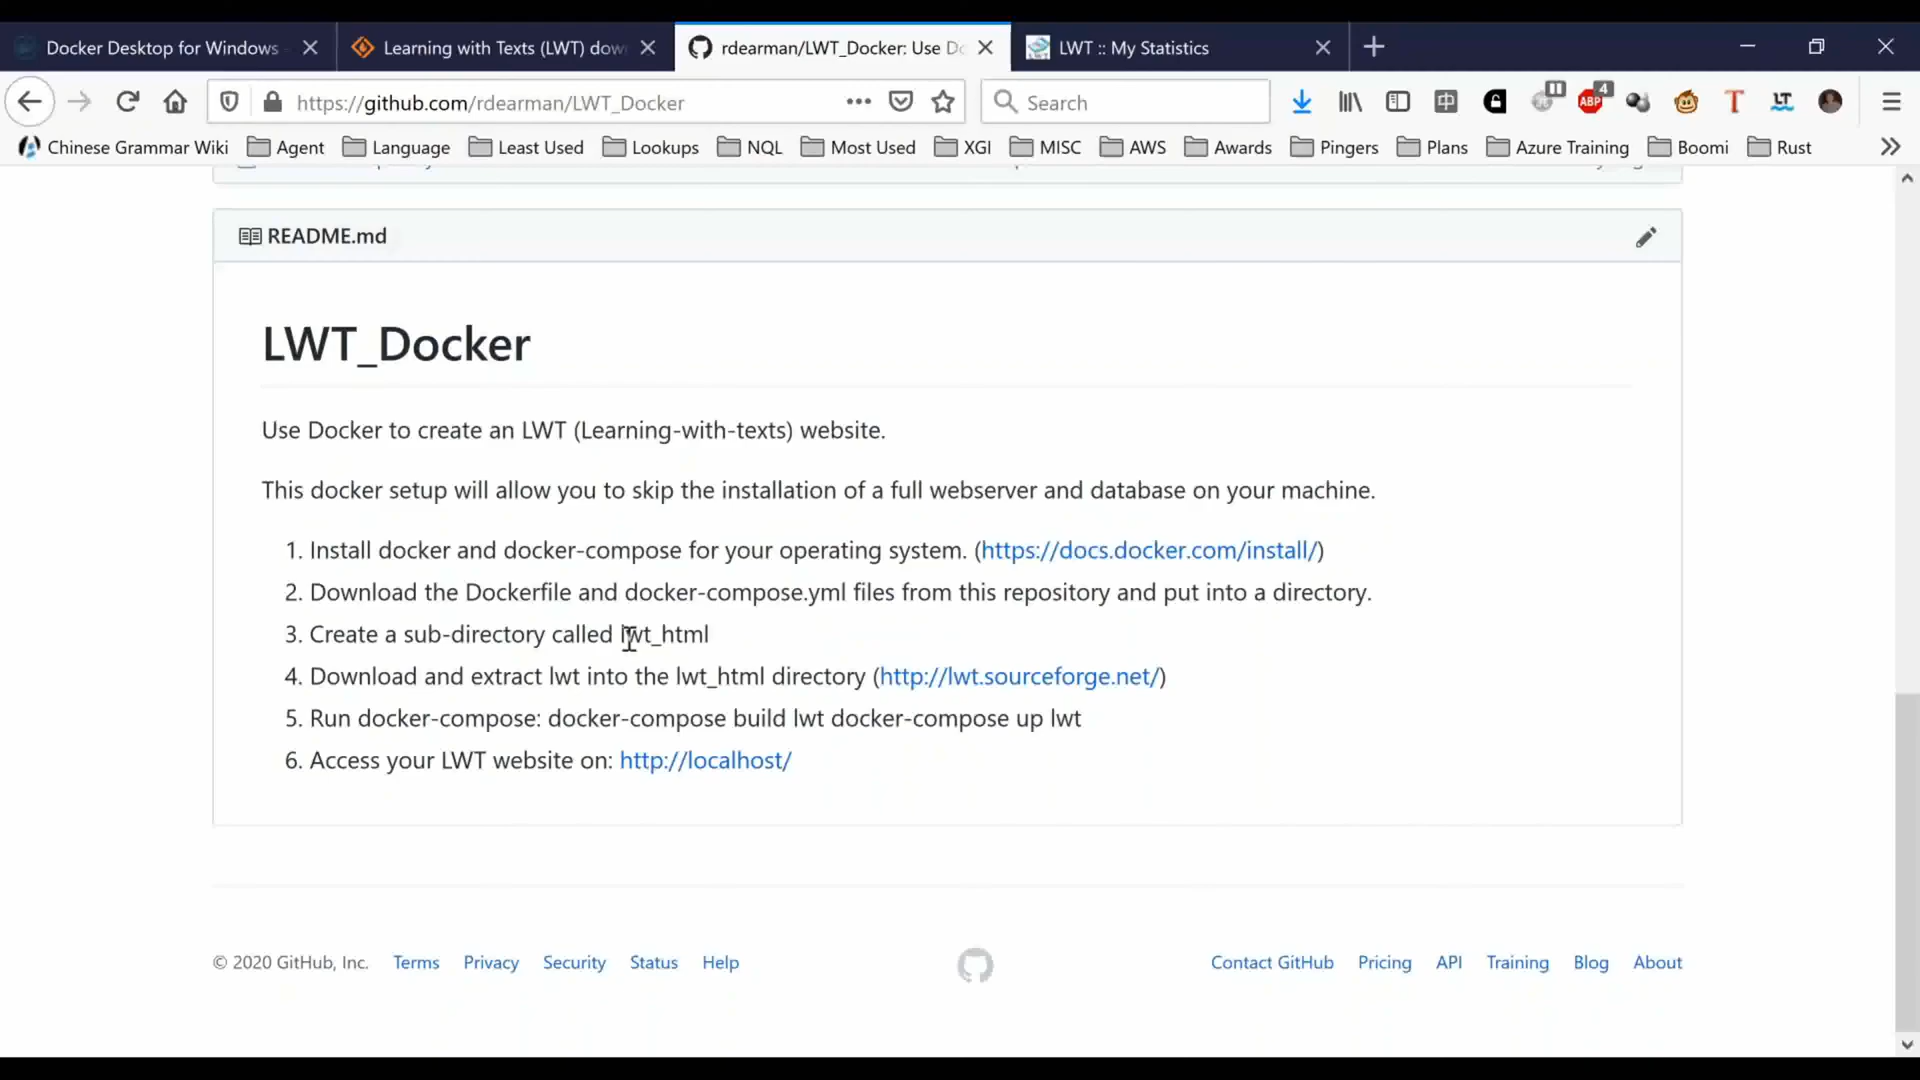 Docker Desktop for Windows
Learning with Texts (LWT) dow
rdearman/LWT_Docker: Use Do
LWT :: My Statistics
https://github.com/rdearman/LWT_Docker
Search
ABP
4
T
LT
Chinese Grammar Wiki
Agent
Language
Least Used
Lookups
NQL
Most Used
XGI
MISC
AWS
Awards
Pingers
Plans
Azure Training
Boomi
Rust
README.md
LWT_Docker
Use Docker to create an LWT (Learning-with-texts) website.
This docker setup will allow you to skip the installation of a full webserver and database on your machine.
1. Install docker and docker-compose for your operating system. (https://docs.docker.com/install/)
2. Download the Dockerfile and docker-compose.yml files from this repository and put into a directory.
3. Create a sub-directory called lwt_html
4. Download and extract lwt into the lwt_html directory (http://lwt.sourceforge.net/)
5. Run docker-compose: docker-compose build lwt docker-compose up lwt
6. Access your LWT website on: http://localhost/
© 2020 GitHub, Inc.
Terms
Privacy
Security
Status
Help
Contact GitHub
Pricing
API
Training
Blog
About